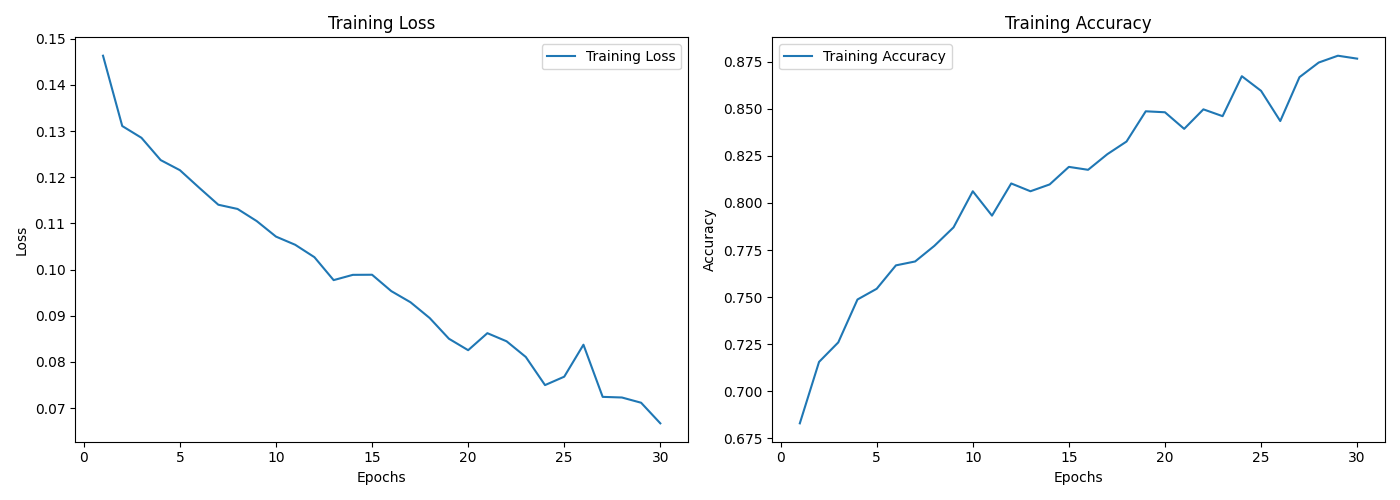 Training Loss
Training Loss
0.15
0.14
0.13
0.12
0.11
0.10
0.09
0.08
0.07
Loss
0 5 10 15 20 25 30
Epochs
Training Accuracy
Training Accuracy
0.875
0.850
0.825
0.800
0.775
0.750
0.725
0.700
0.675
Accuracy
0 5 10 15 20 25 30
Epochs